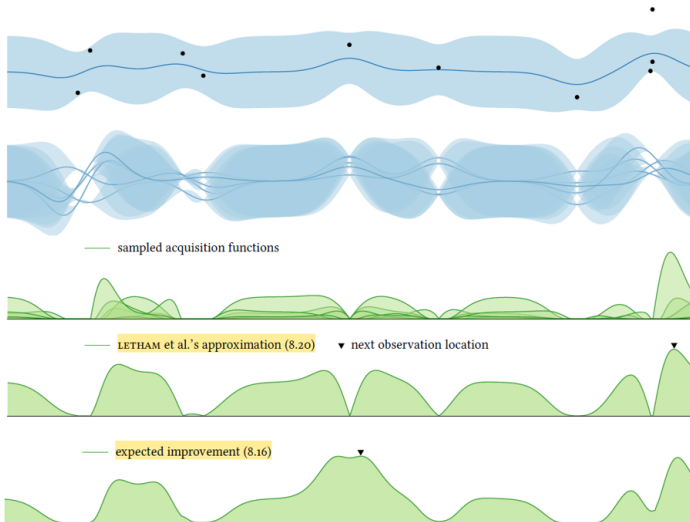 sampled acquisition functions
LETHAM et al.'s approximation (8.20) ▼ next observation location
expected improvement (8.16)